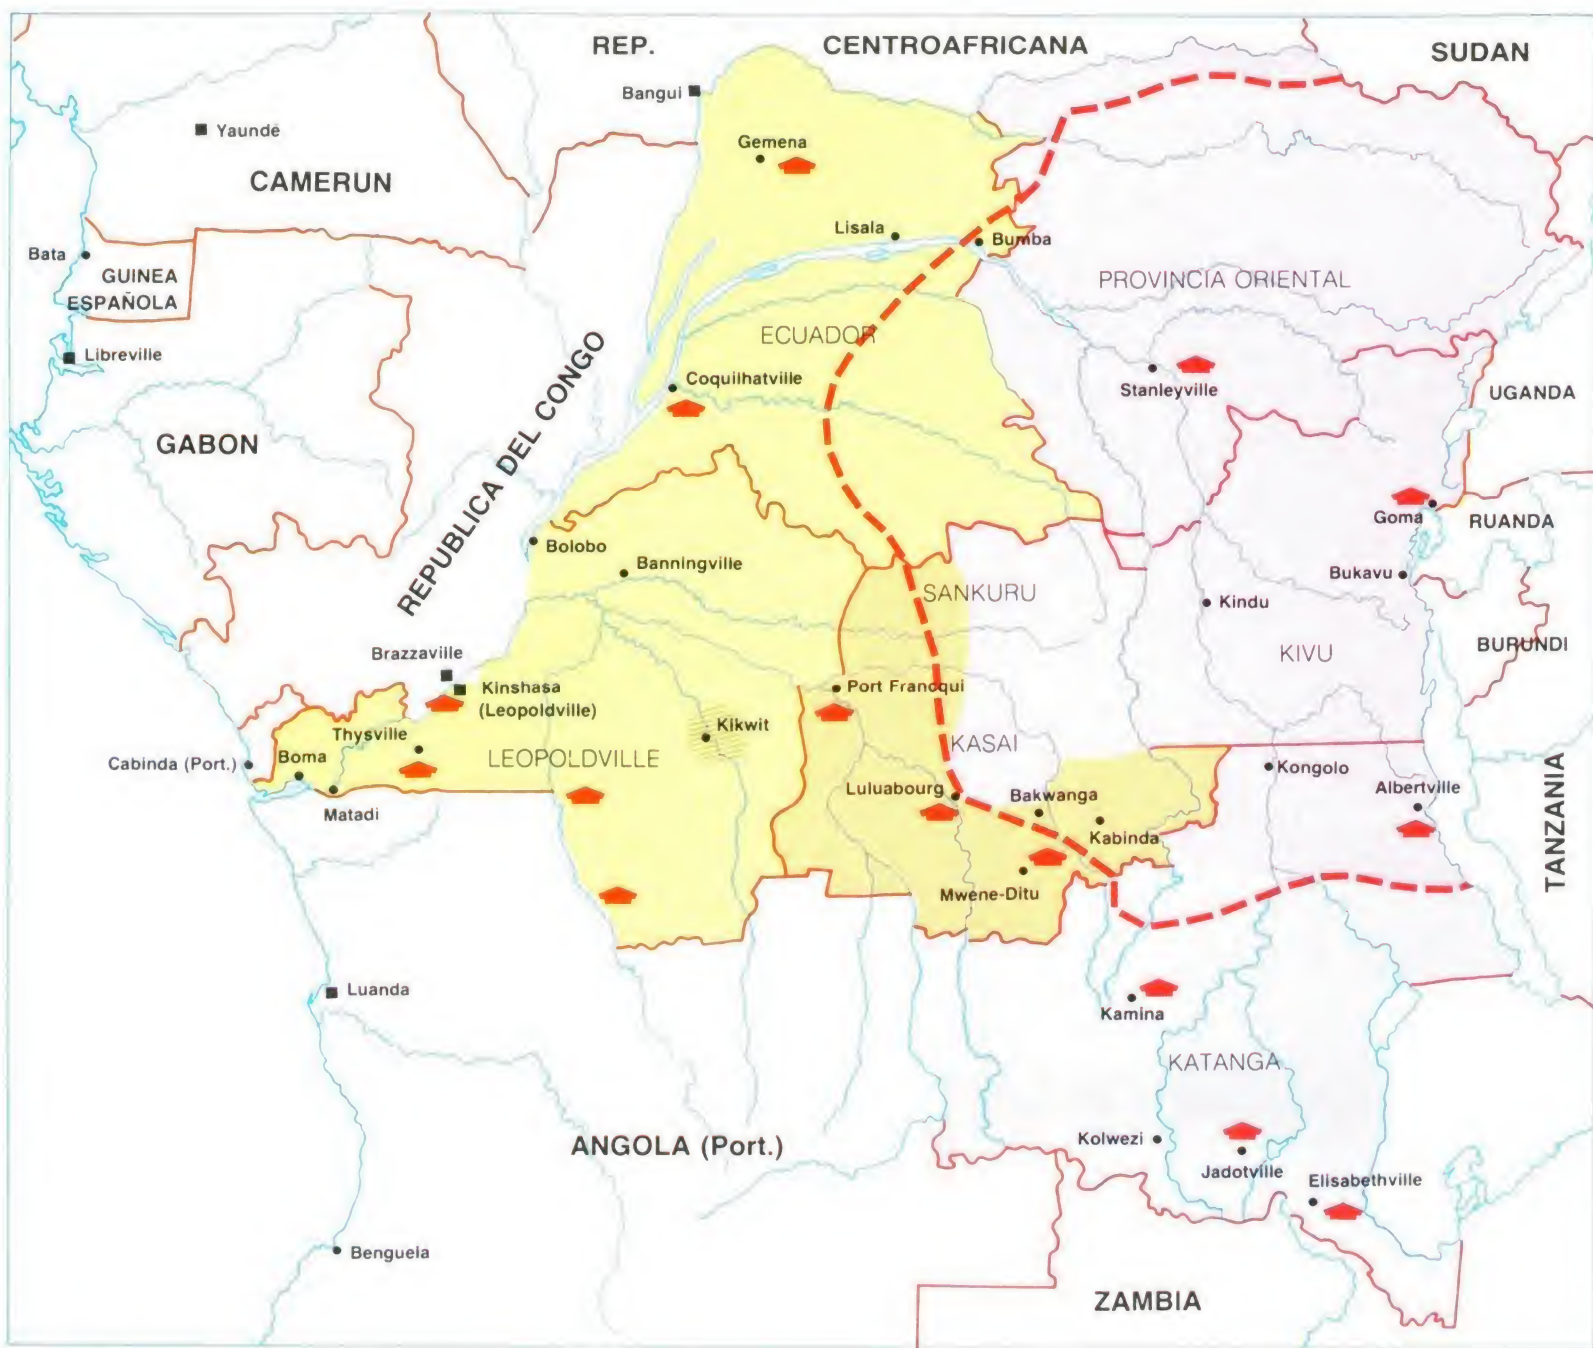 REP.
CENTROAFRICANA
SUDAN
Bangui
Yaundé
Gemena
CAMERUN
Lisala
Bumba
Bata
GUINEA
ESPAÑOLA
PROVINCIA ORIENTAL
ECUADOR
Libreville
Coquilhatville
Stanleyville
UGANDA
REPUBLICA DEL CONGO
GABON
Goma
RUANDA
Bolobo
Banningville
Bukavu
SANKURU
Kindu
BURUNDI
KIVU
Brazzaville
Kinshasa
(Leopoldville)
Port Francqui
Thysville
Kikwit
KASAI
Boma
LEOPOLDVILLE
Cabinda (Port.)
Kongolo
Matadi
Luluabourg
Bakwanga
Albertville
Kabinda
TANZANIA
Mwene-Ditu
Luanda
Kamina
KATANGA
ANGOLA (Port.)
Kolwezi
Jadotville
Elisabethville
Benguela
ZAMBIA